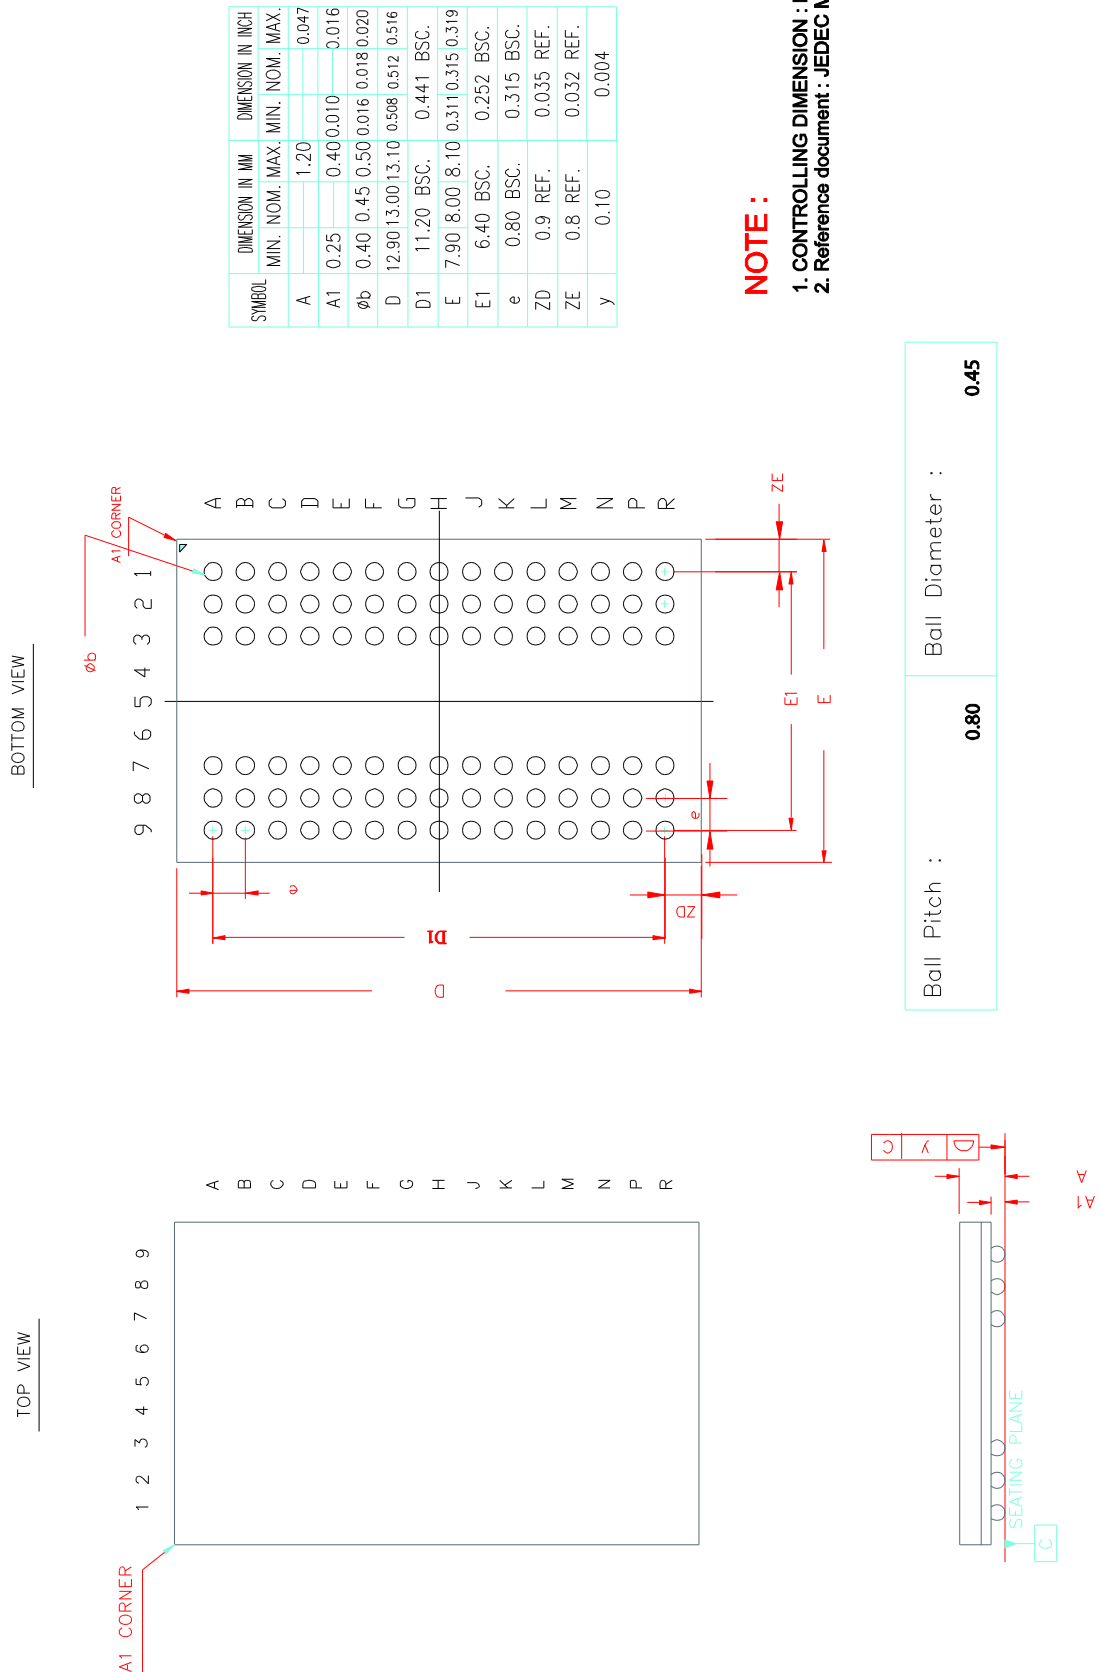 TOP VIEW
A1 CORNER
1 2 3 4 5 6 7 8 9
A
B
C
D
E
F
G
H
J
K
L
M
N
P
R
BOTTOM VIEW
Øb
A1 CORNER
9 8 7 6 5 4 3 2 1
A
B
C
D
E
F
G
H
J
K
L
M
N
P
R
e
D1
D
ZD
e
E1
E
ZE
SYMBOL DIMENSION IN MM DIMENSION IN INCH
MIN. NOM. MAX. MIN. NOM. MAX.
A 1.20 0.047
A1 0.25 0.40 0.010 0.016
Øb 0.40 0.45 0.50 0.016 0.018 0.020
D 12.90 13.00 13.10 0.508 0.512 0.516
D1 11.20 BSC. 0.441 BSC.
E 7.90 8.00 8.10 0.311 0.315 0.319
E1 6.40 BSC. 0.252 BSC.
e 0.80 BSC. 0.315 BSC.
ZD 0.9 REF. 0.035 REF.
ZE 0.8 REF. 0.032 REF.
y 0.10 0.004
NOTE :
1. CONTROLLING DIMENSION :
2. Reference document : JEDEC
SEATING PLANE
C
C y
A
A1
Ball Pitch : 0.80
Ball Diameter : 0.45